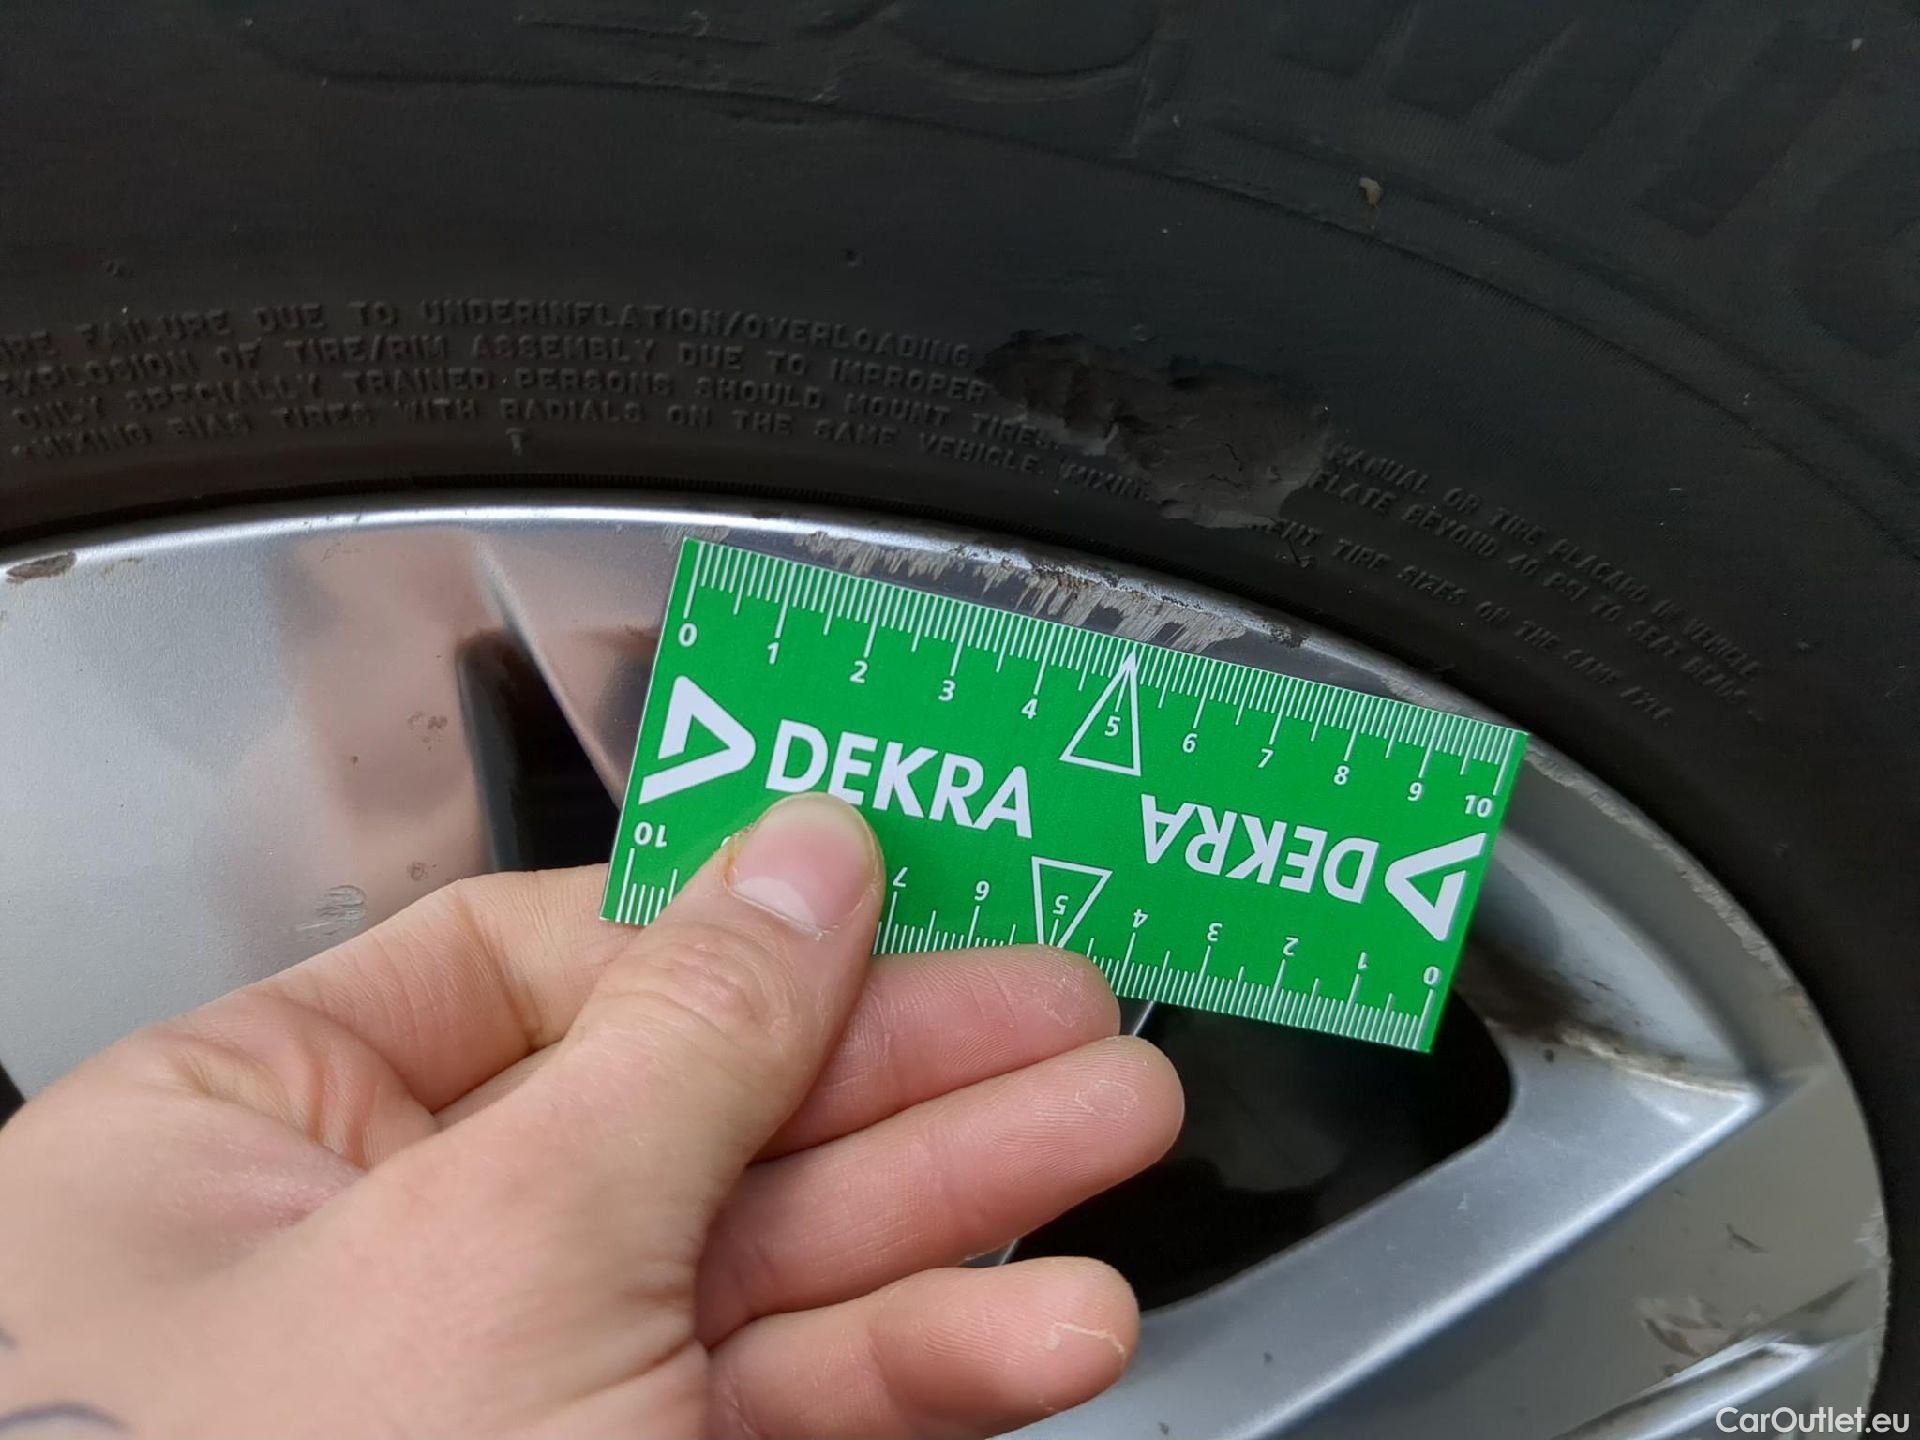 FAILURE DUE TO UNDERINFLATION/OVERLOADING
EXPLOSION OF TIRE/RIM ASSEMBLY DUE TO IMPROPER
ONLY SPECIALLY TRAINED PERSONS SHOULD MOUNT TIRES
MIXING BIAS TIRES WITH RADIALS ON THE SAME VEHICLE.
MANUAL OR TIRE PLACARD IN VEHICLE
INFLATE BEYOND 40 PSI TO SEAT BEADS
TIRE SIZES ON THE SAME AXLE
0 1 2 3 4 5 6 7 8 9 10
DEKRA
DEKRA
10 7 6 5 4 3 2 1 0
CarOutlet.eu